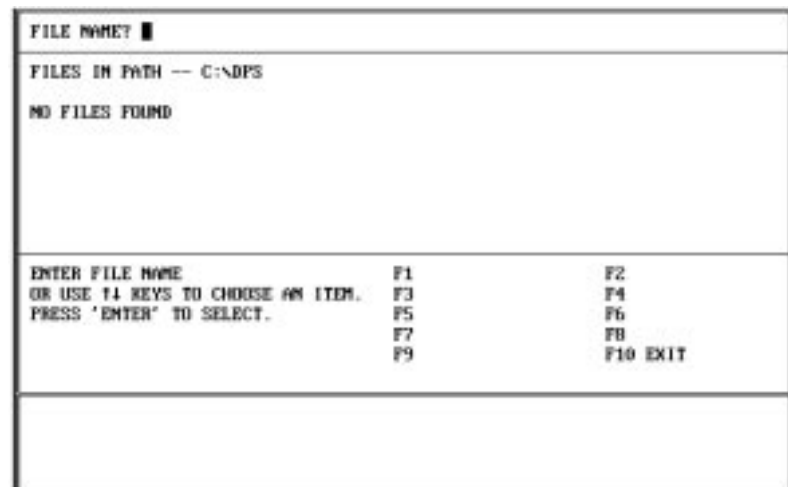 FILE NAME?
FILES IN PATH -- C:\DPS
NO FILES FOUND
ENTER FILE NAME F1 F2
OR USE ↑↓ KEYS TO CHOOSE AN ITEM. F3 F4
PRESS 'ENTER' TO SELECT. F5 F6
F7 F8
F9 F10 EXIT